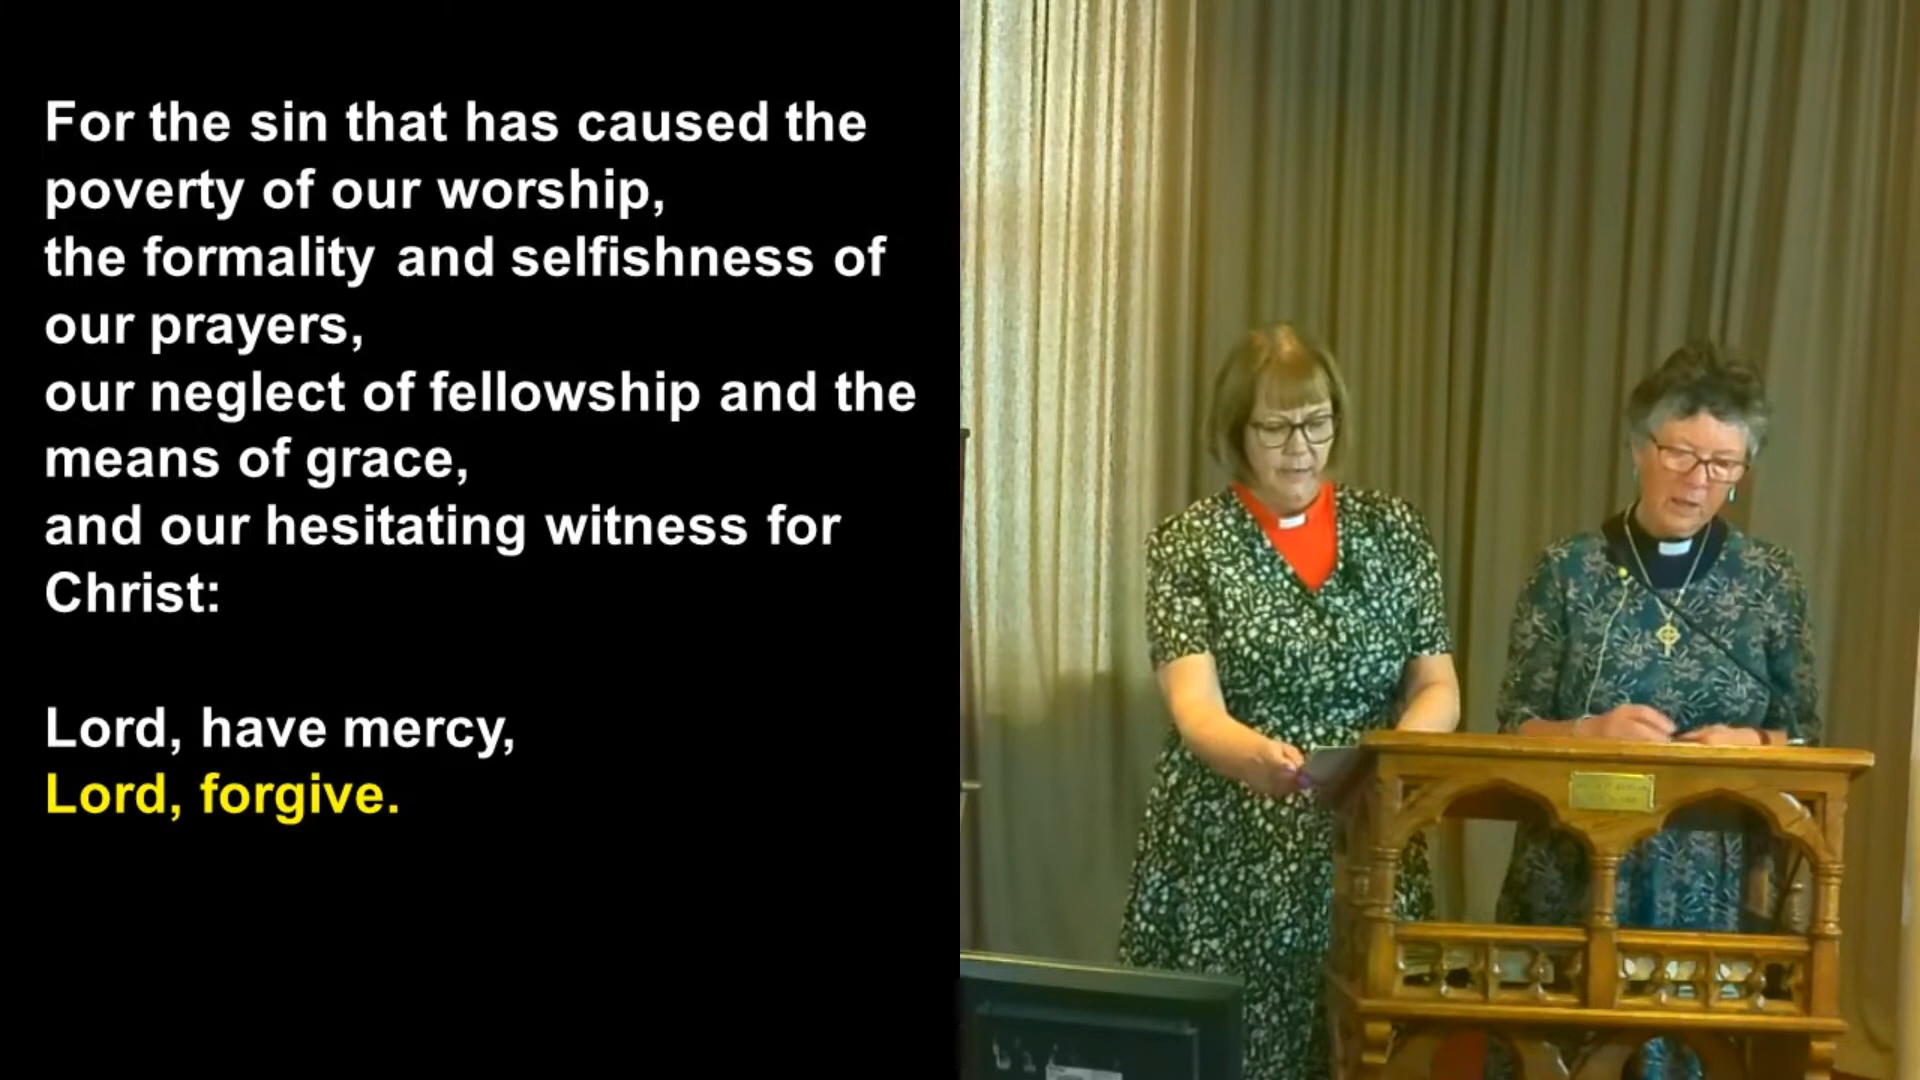 For the sin that has caused the
poverty of our worship,
the formality and selfishness of
our prayers,
our neglect of fellowship and the
means of grace,
and our hesitating witness for
Christ:
Lord, have mercy,
Lord, forgive.